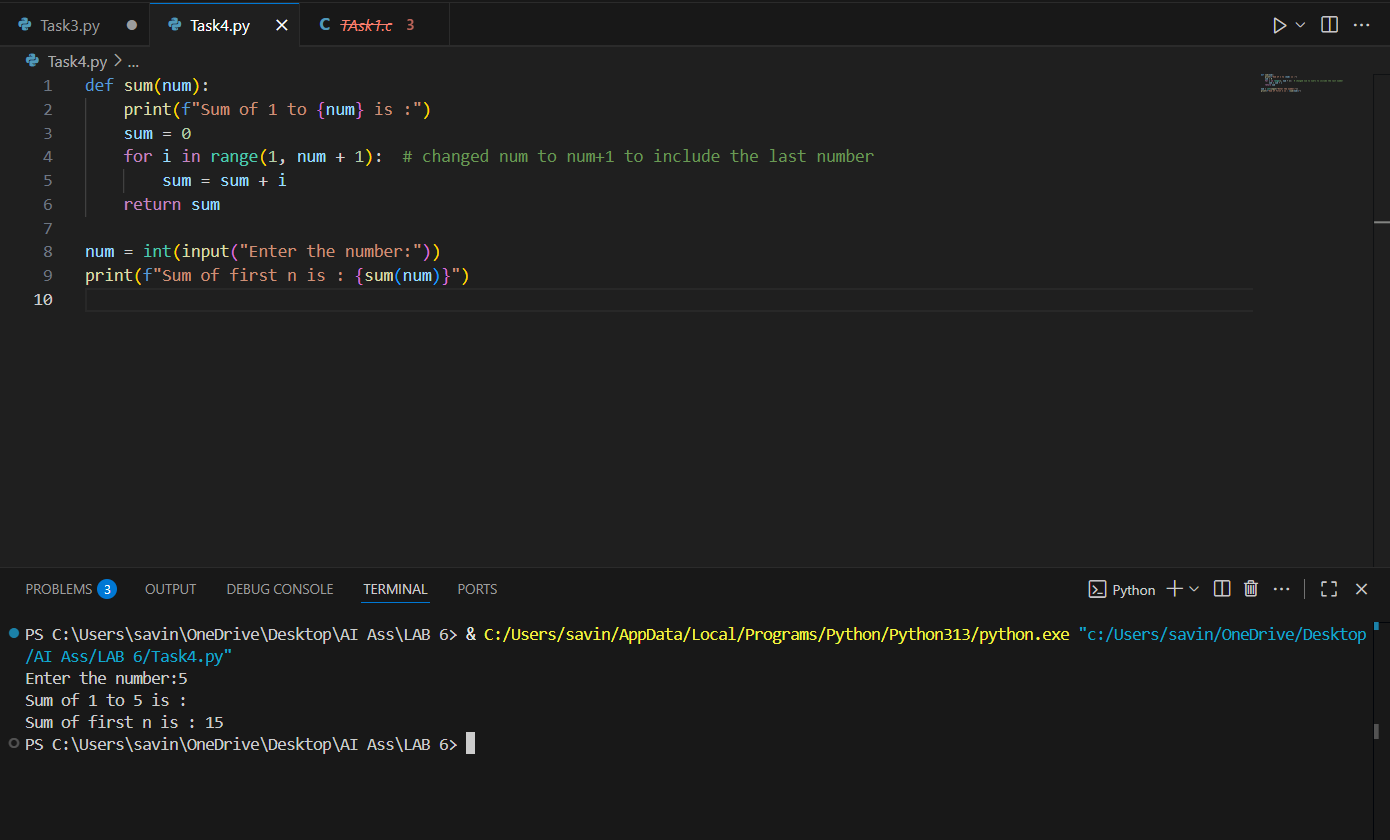 Task3.py Task4.py TAsk1.c 3
Task4.py > ...
1 def sum(num):
2     print(f"Sum of 1 to {num} is :")
3     sum = 0
4     for i in range(1, num + 1):  # changed num to num+1 to include the last number
5         sum = sum + i
6     return sum
7
8 num = int(input("Enter the number:"))
9 print(f"Sum of first n is : {sum(num)}")
10
PROBLEMS 3 OUTPUT DEBUG CONSOLE TERMINAL PORTS Python
PS C:\Users\savin\OneDrive\Desktop\AI Ass\LAB 6> & C:/Users/savin/AppData/Local/Programs/Python/Python313/python.exe "c:/Users/savin/OneDrive/Desktop
/AI Ass/LAB 6/Task4.py"
Enter the number:5
Sum of 1 to 5 is :
Sum of first n is : 15
PS C:\Users\savin\OneDrive\Desktop\AI Ass\LAB 6>